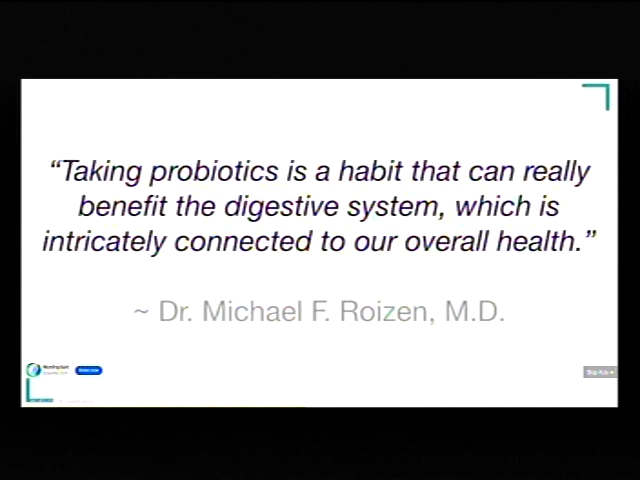 “Taking probiotics is a habit that can really
benefit the digestive system, which is
intricately connected to our overall health.”
~ Dr. Michael F. Roizen, M.D.